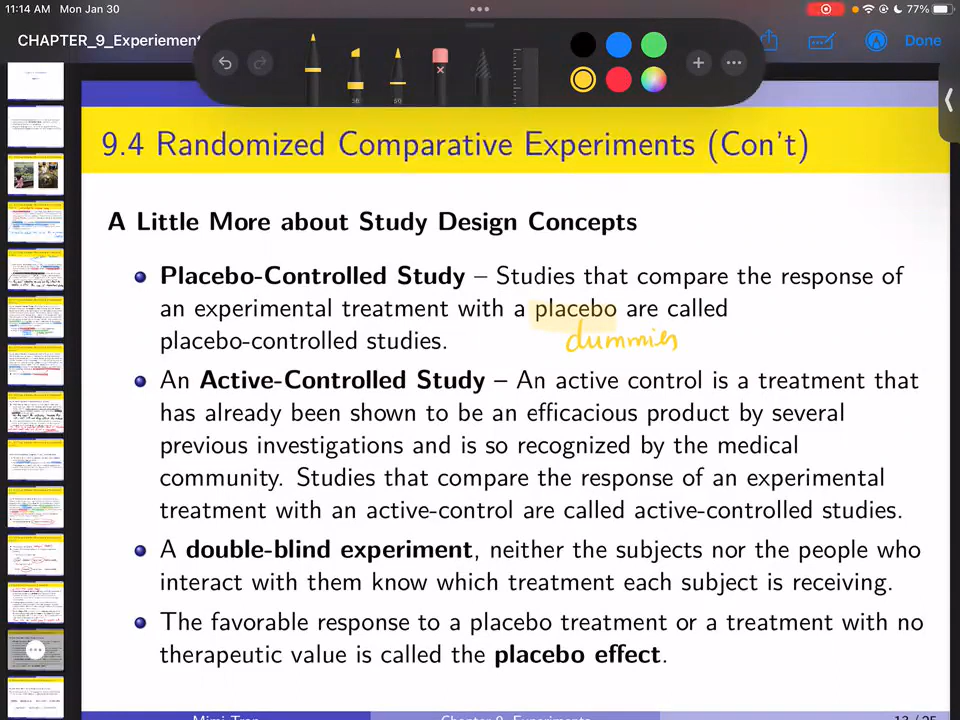 11:14 AM Mon Jan 30
77%
CHAPTER_9_Experiement
Done
9.4 Randomized Comparative Experiments (Con't)
A Little More about Study Design Concepts
Placebo-Controlled Study – Studies that compare the response of
an experimental treatment with a placebo are called
placebo-controlled studies.
dummies
An Active-Controlled Study – An active control is a treatment that
has already been shown to be an efficacious product by several
previous investigations and is so recognized by the medical
community. Studies that compare the response of an experimental
treatment with an active-control are called active-controlled studies.
A double-blind experiment, neither the subjects nor the people who
interact with them know which treatment each subject is receiving.
The favorable response to a placebo treatment or a treatment with no
therapeutic value is called the placebo effect.